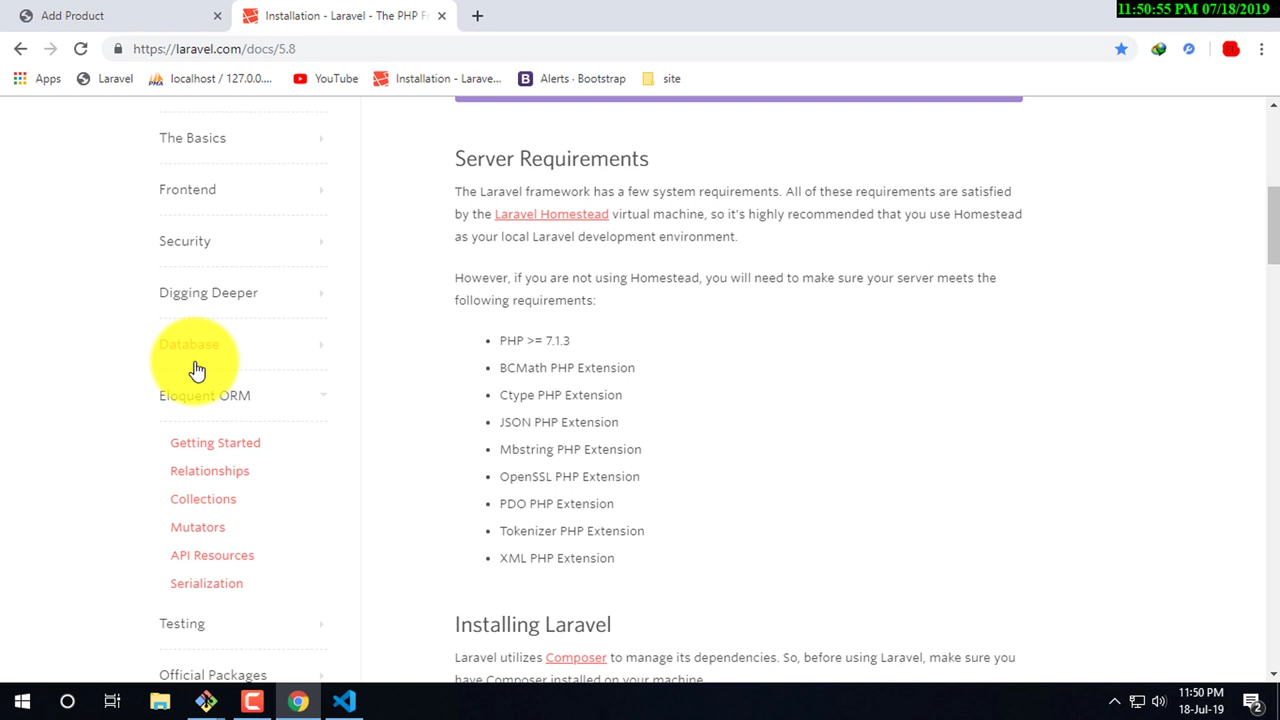 11:50:55 PM 07/18/2019
Add Product
Installation - Laravel - The PHP Fr
https://laravel.com/docs/5.8
Apps
Laravel
localhost / 127.0.0....
YouTube
Installation - Larave...
Alerts · Bootstrap
site
The Basics
Frontend
Security
Digging Deeper
Database
Eloquent ORM
Getting Started
Relationships
Collections
Mutators
API Resources
Serialization
Testing
Official Packages
Server Requirements
The Laravel framework has a few system requirements. All of these requirements are satisfied
by the Laravel Homestead virtual machine, so it's highly recommended that you use Homestead
as your local Laravel development environment.
However, if you are not using Homestead, you will need to make sure your server meets the
following requirements:
• PHP >= 7.1.3
• BCMath PHP Extension
• Ctype PHP Extension
• JSON PHP Extension
• Mbstring PHP Extension
• OpenSSL PHP Extension
• PDO PHP Extension
• Tokenizer PHP Extension
• XML PHP Extension
Installing Laravel
Laravel utilizes Composer to manage its dependencies. So, before using Laravel, make sure you
have Composer installed on your machine.
11:50 PM
18-Jul-19
2